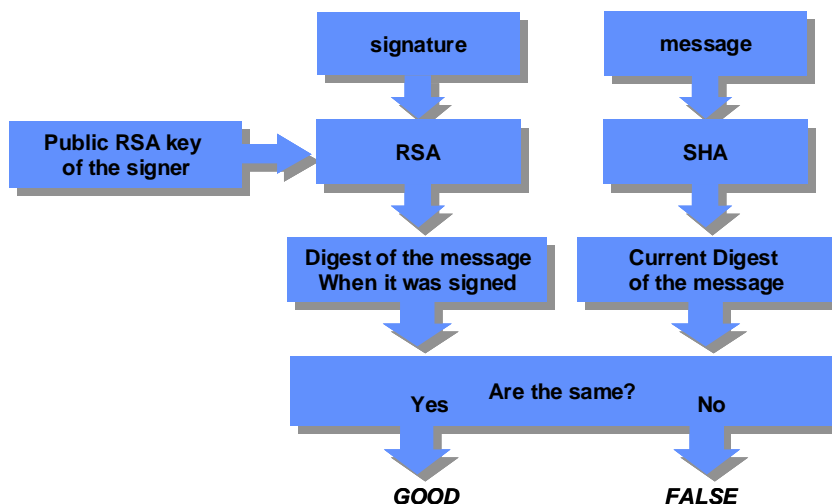 signature
message
Public RSA key
of the signer
RSA
SHA
Digest of the message
When it was signed
Current Digest
of the message
Are the same?
Yes
No
GOOD
FALSE